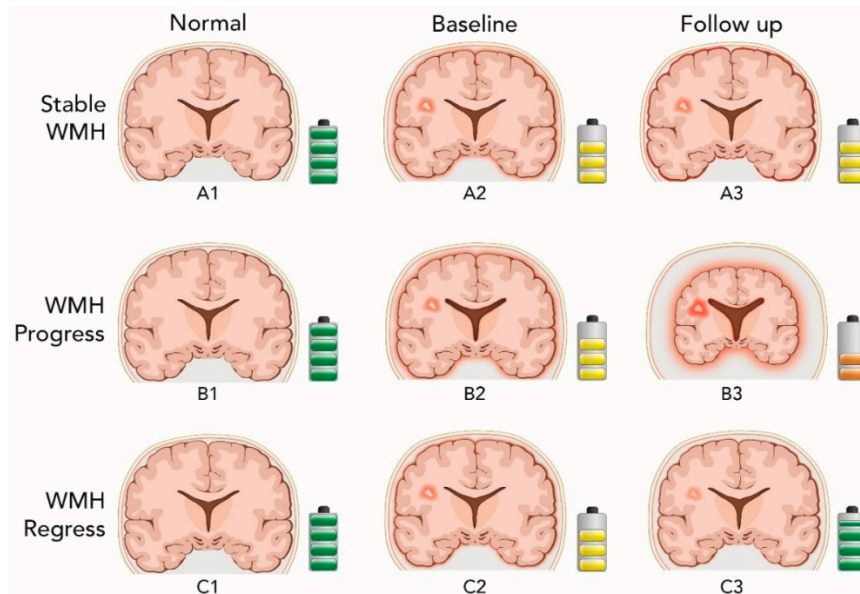 Normal Baseline Follow up
Stable
WMH
A1 A2 A3
WMH
Progress
B1 B2 B3
WMH
Regress
C1 C2 C3